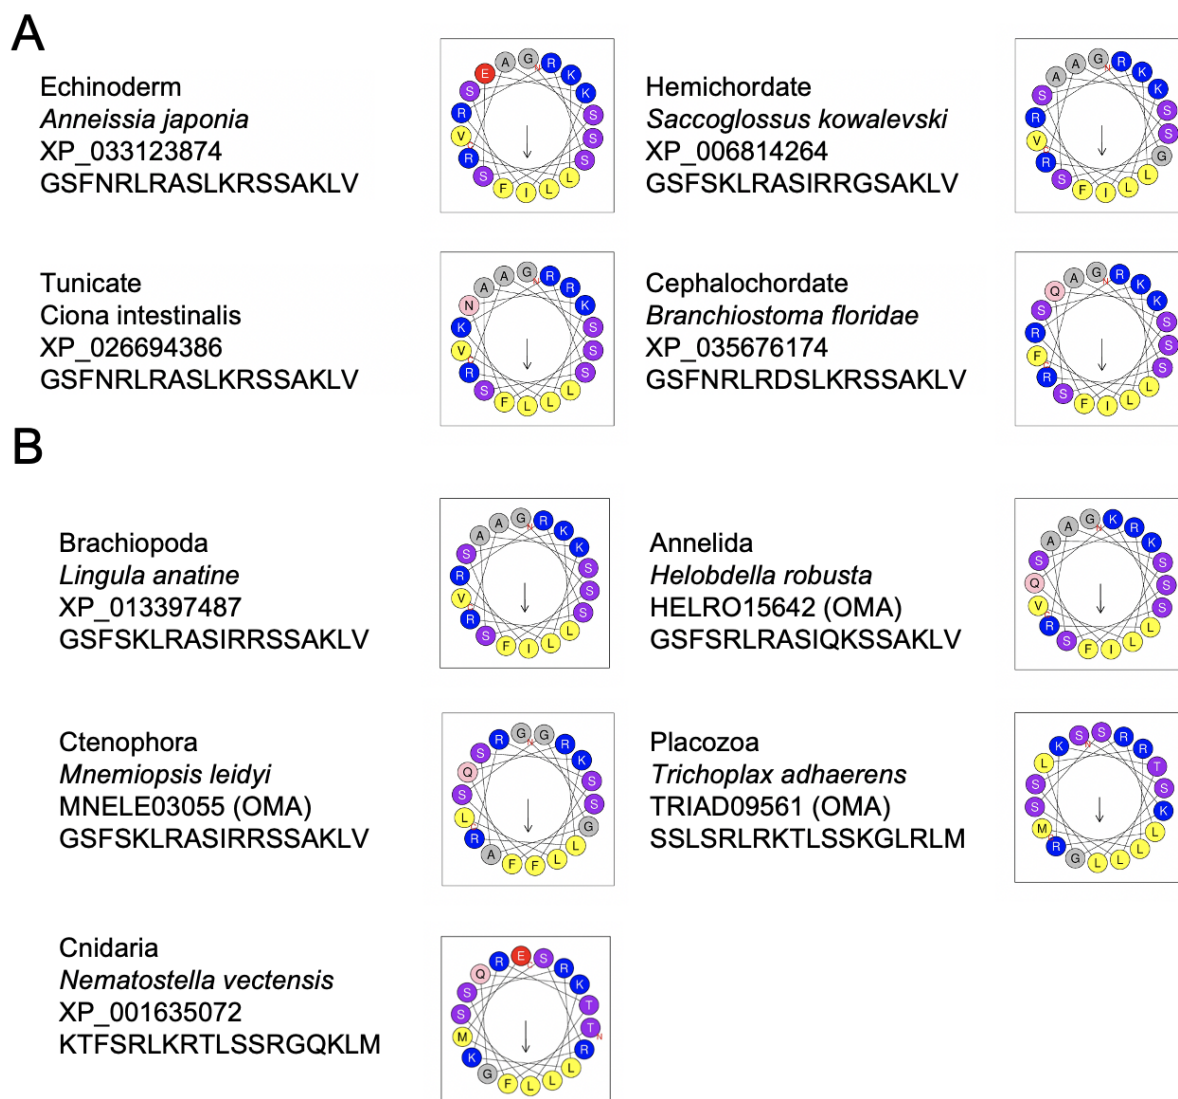 A
Echinoderm
Anneissia japonia
XP_033123874
GSFNRLRASLKRSSAKLV
Hemichordate
Saccoglossus kowalevski
XP_006814264
GSFSKLRASIRRGSAKLV
Tunicate
Ciona intestinalis
XP_026694386
GSFNRLRASLKRSSAKLV
Cephalochordate
Branchiostoma floridae
XP_035676174
GSFNRLRDSLKRSSAKLV
B
Brachiopoda
Lingula anatine
XP_013397487
GSFSKLRASIRRSSAKLV
Annelida
Helobdella robusta
HELRO15642 (OMA)
GSFSRLRASIQKSSAKLV
Ctenophora
Mnemiopsis leidyi
MNELE03055 (OMA)
GSFSKLRASIRRSSAKLV
Placozoa
Trichoplax adhaerens
TRIAD09561 (OMA)
SSLSRLRKTLSSKGLRLM
Cnidaria
Nematostella vectensis
XP_001635072
KTFSRLKRTLSSRGQKLM